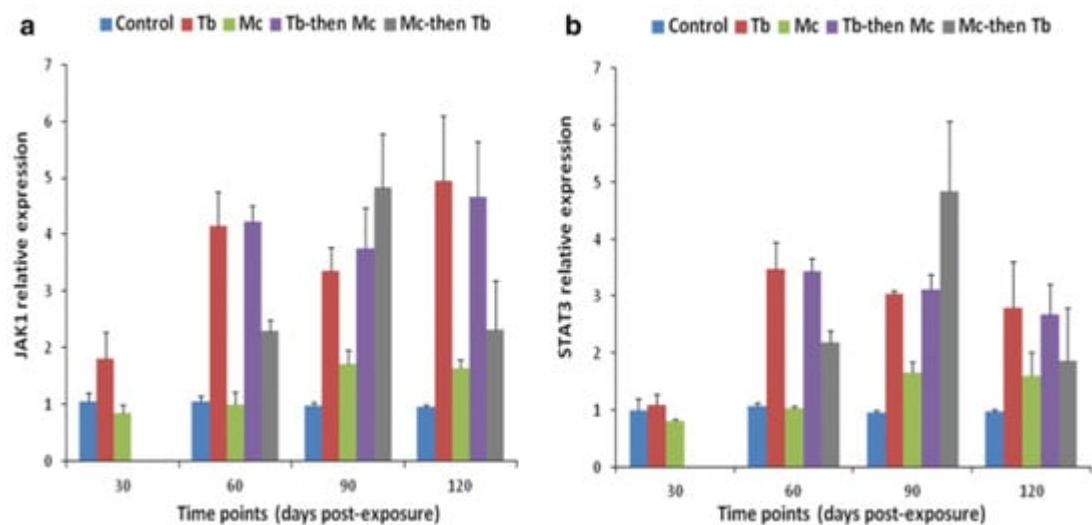 a
Control Tb Mc Tb-then Mc Mc-then Tb
JAK1 relative expression
7
6
5
4
3
2
1
0
30 60 90 120
Time points (days post-exposure)
b
Control Tb Mc Tb-then Mc Mc-then Tb
STAT3 relative expression
7
6
5
4
3
2
1
0
30 60 90 120
Time points (days post-exposure)